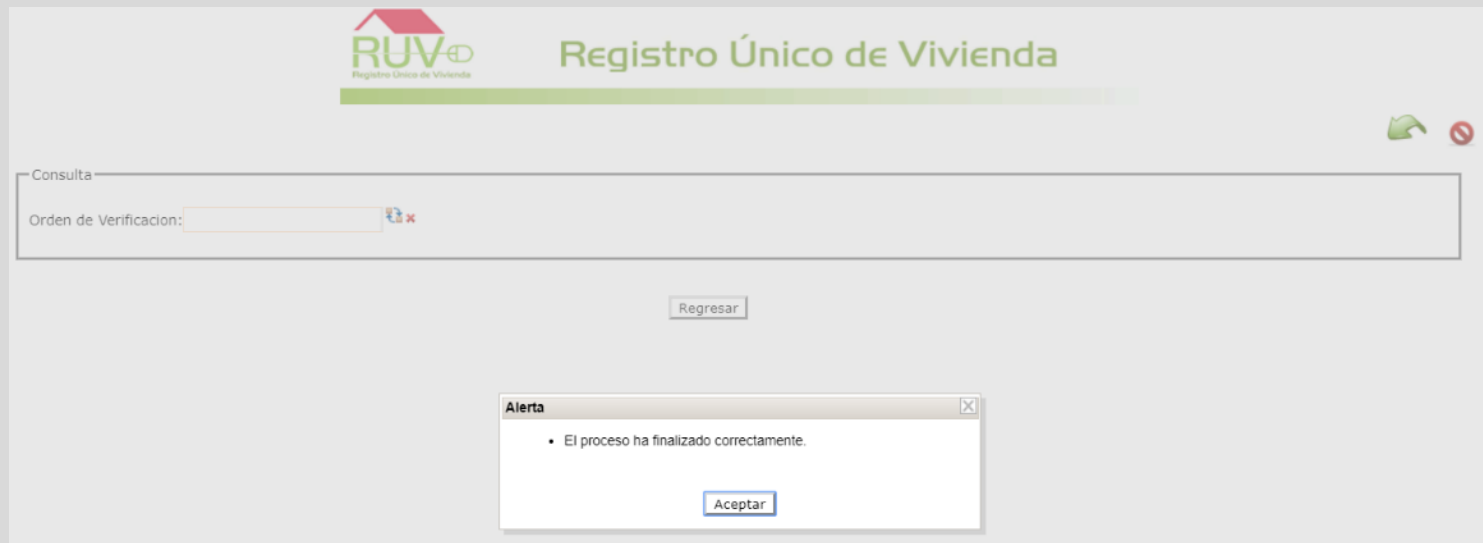 RUV
Registro Único de Vivienda
Registro Único de Vivienda
Consulta
Orden de Verificacion:
Regresar
Alerta
• El proceso ha finalizado correctamente.
Aceptar